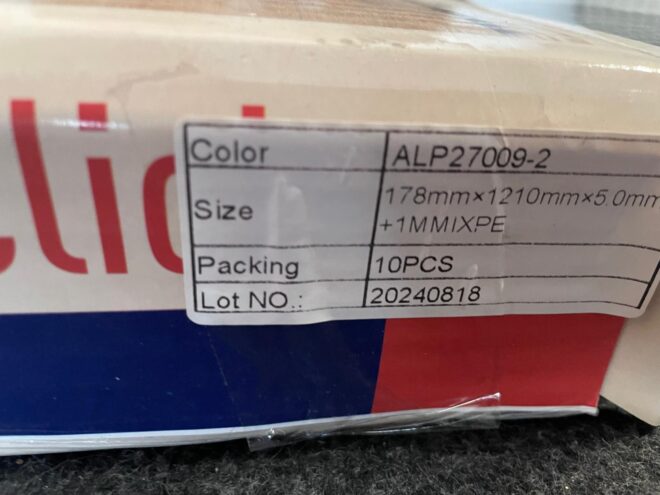 Color ALP27009-2
Size 178mm×1210mm×5.0mm
+1MMIXPE
Packing 10PCS
Lot NO.: 20240818